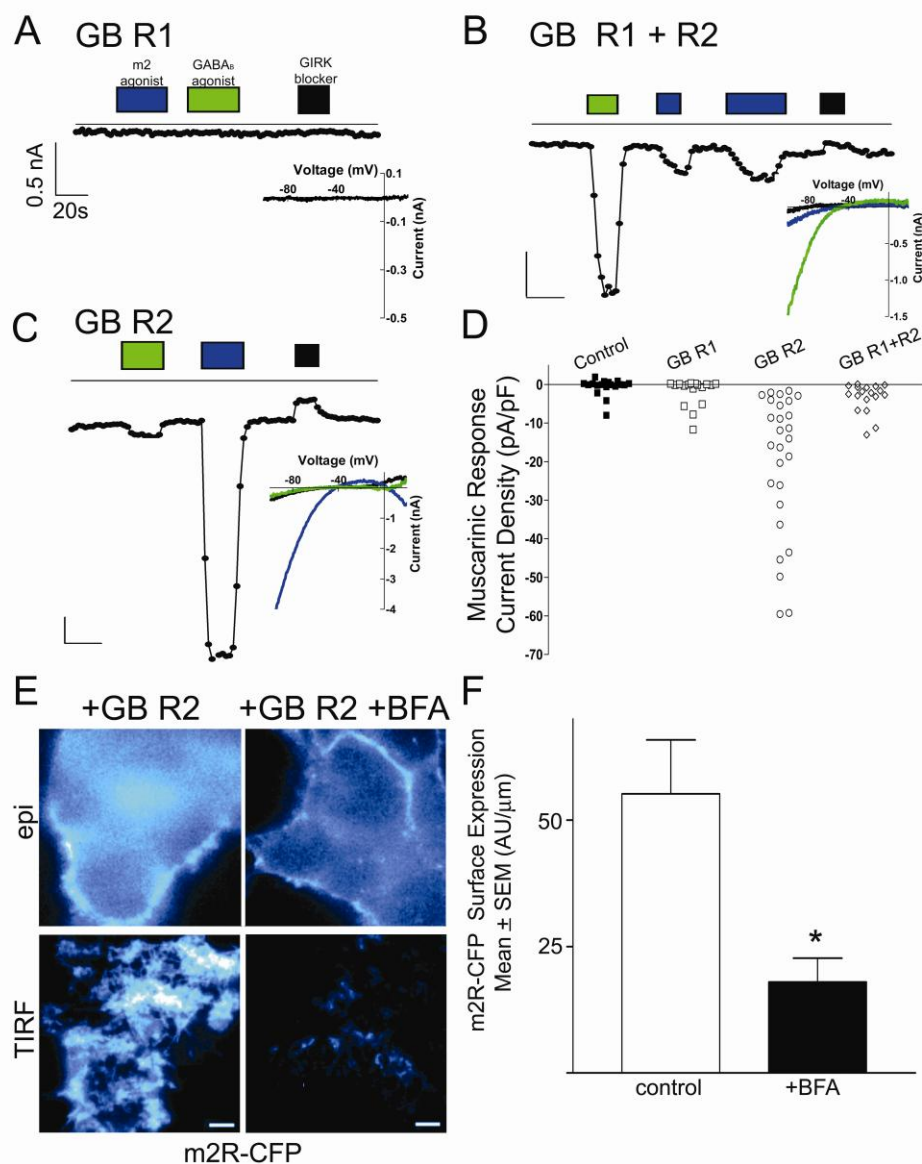 A
GB R1
m2
agonist
GABAB
agonist
GIRK
blocker
0.5 nA
20s
Voltage (mV)
-80
-40
0.1
-0.1
-0.3
-0.5
Current (nA)
B
GB R1 + R2
Voltage (mV)
-80
-40
-0.5
-1.0
-1.5
Current (nA)
C
GB R2
Voltage (mV)
-80
-40
-1
-2
-3
-4
Current (nA)
D
Control
GB R1
GB R2
GB R1+R2
0
-10
-20
-30
-40
-50
-60
-70
Muscarinic Response
Current Density (pA/pF)
E
+GB R2
+GB R2 +BFA
epi
TIRF
m2R-CFP
F
m2R-CFP Surface Expression
Mean ± SEM (AU/μm)
50
25
*
control
+BFA